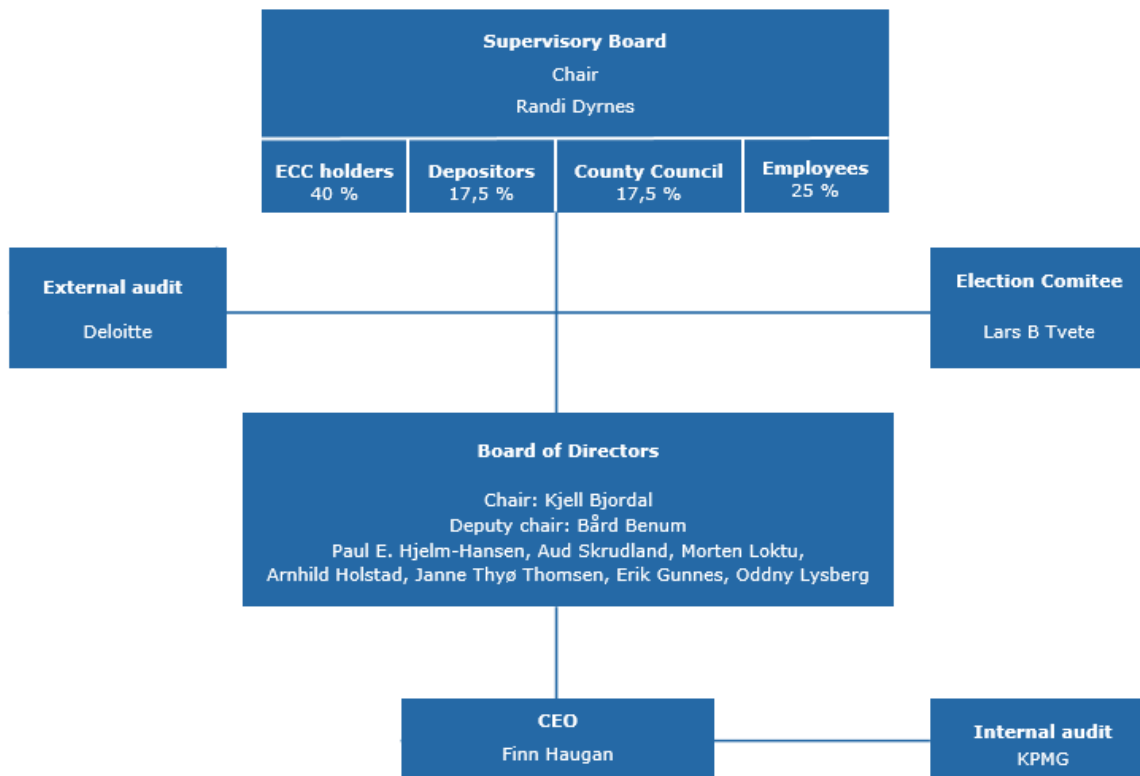 Supervisory Board
Chair
Randi Dyrnes
ECC holders
40 %
Depositors
17,5 %
County Council
17,5 %
Employees
25 %
External audit
Deloitte
Election Comitee
Lars B Tvete
Board of Directors
Chair: Kjell Bjordal
Deputy chair: Bård Benum
Paul E. Hjelm-Hansen, Aud Skrudland, Morten Loktu,
Arnhild Holstad, Janne Thyø Thomsen, Erik Gunnes, Oddny Lysberg
CEO
Finn Haugan
Internal audit
KPMG